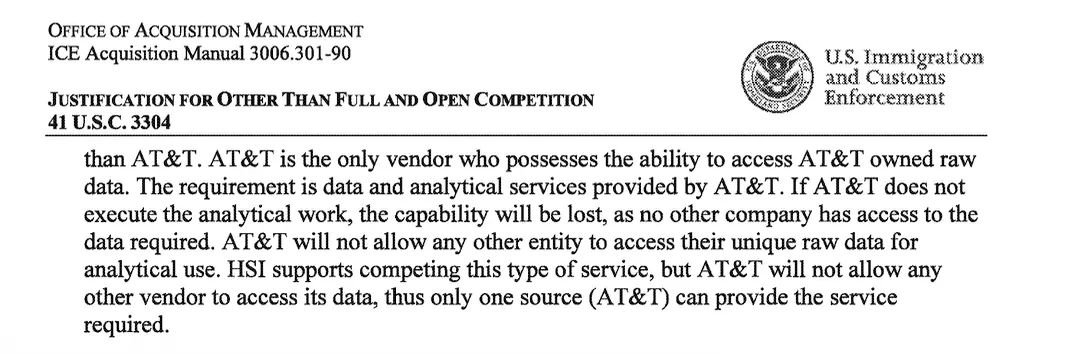 OFFICE OF ACQUISITION MANAGEMENT
ICE Acquisition Manual 3006.301-90
U.S. Immigration
and Customs
Enforcement
JUSTIFICATION FOR OTHER THAN FULL AND OPEN COMPETITION
41 U.S.C. 3304
than AT&T. AT&T is the only vendor who possesses the ability to access AT&T owned raw
data. The requirement is data and analytical services provided by AT&T. If AT&T does not
execute the analytical work, the capability will be lost, as no other company has access to the
data required. AT&T will not allow any other entity to access their unique raw data for
analytical use. HSI supports competing this type of service, but AT&T will not allow any
other vendor to access its data, thus only one source (AT&T) can provide the service
required.